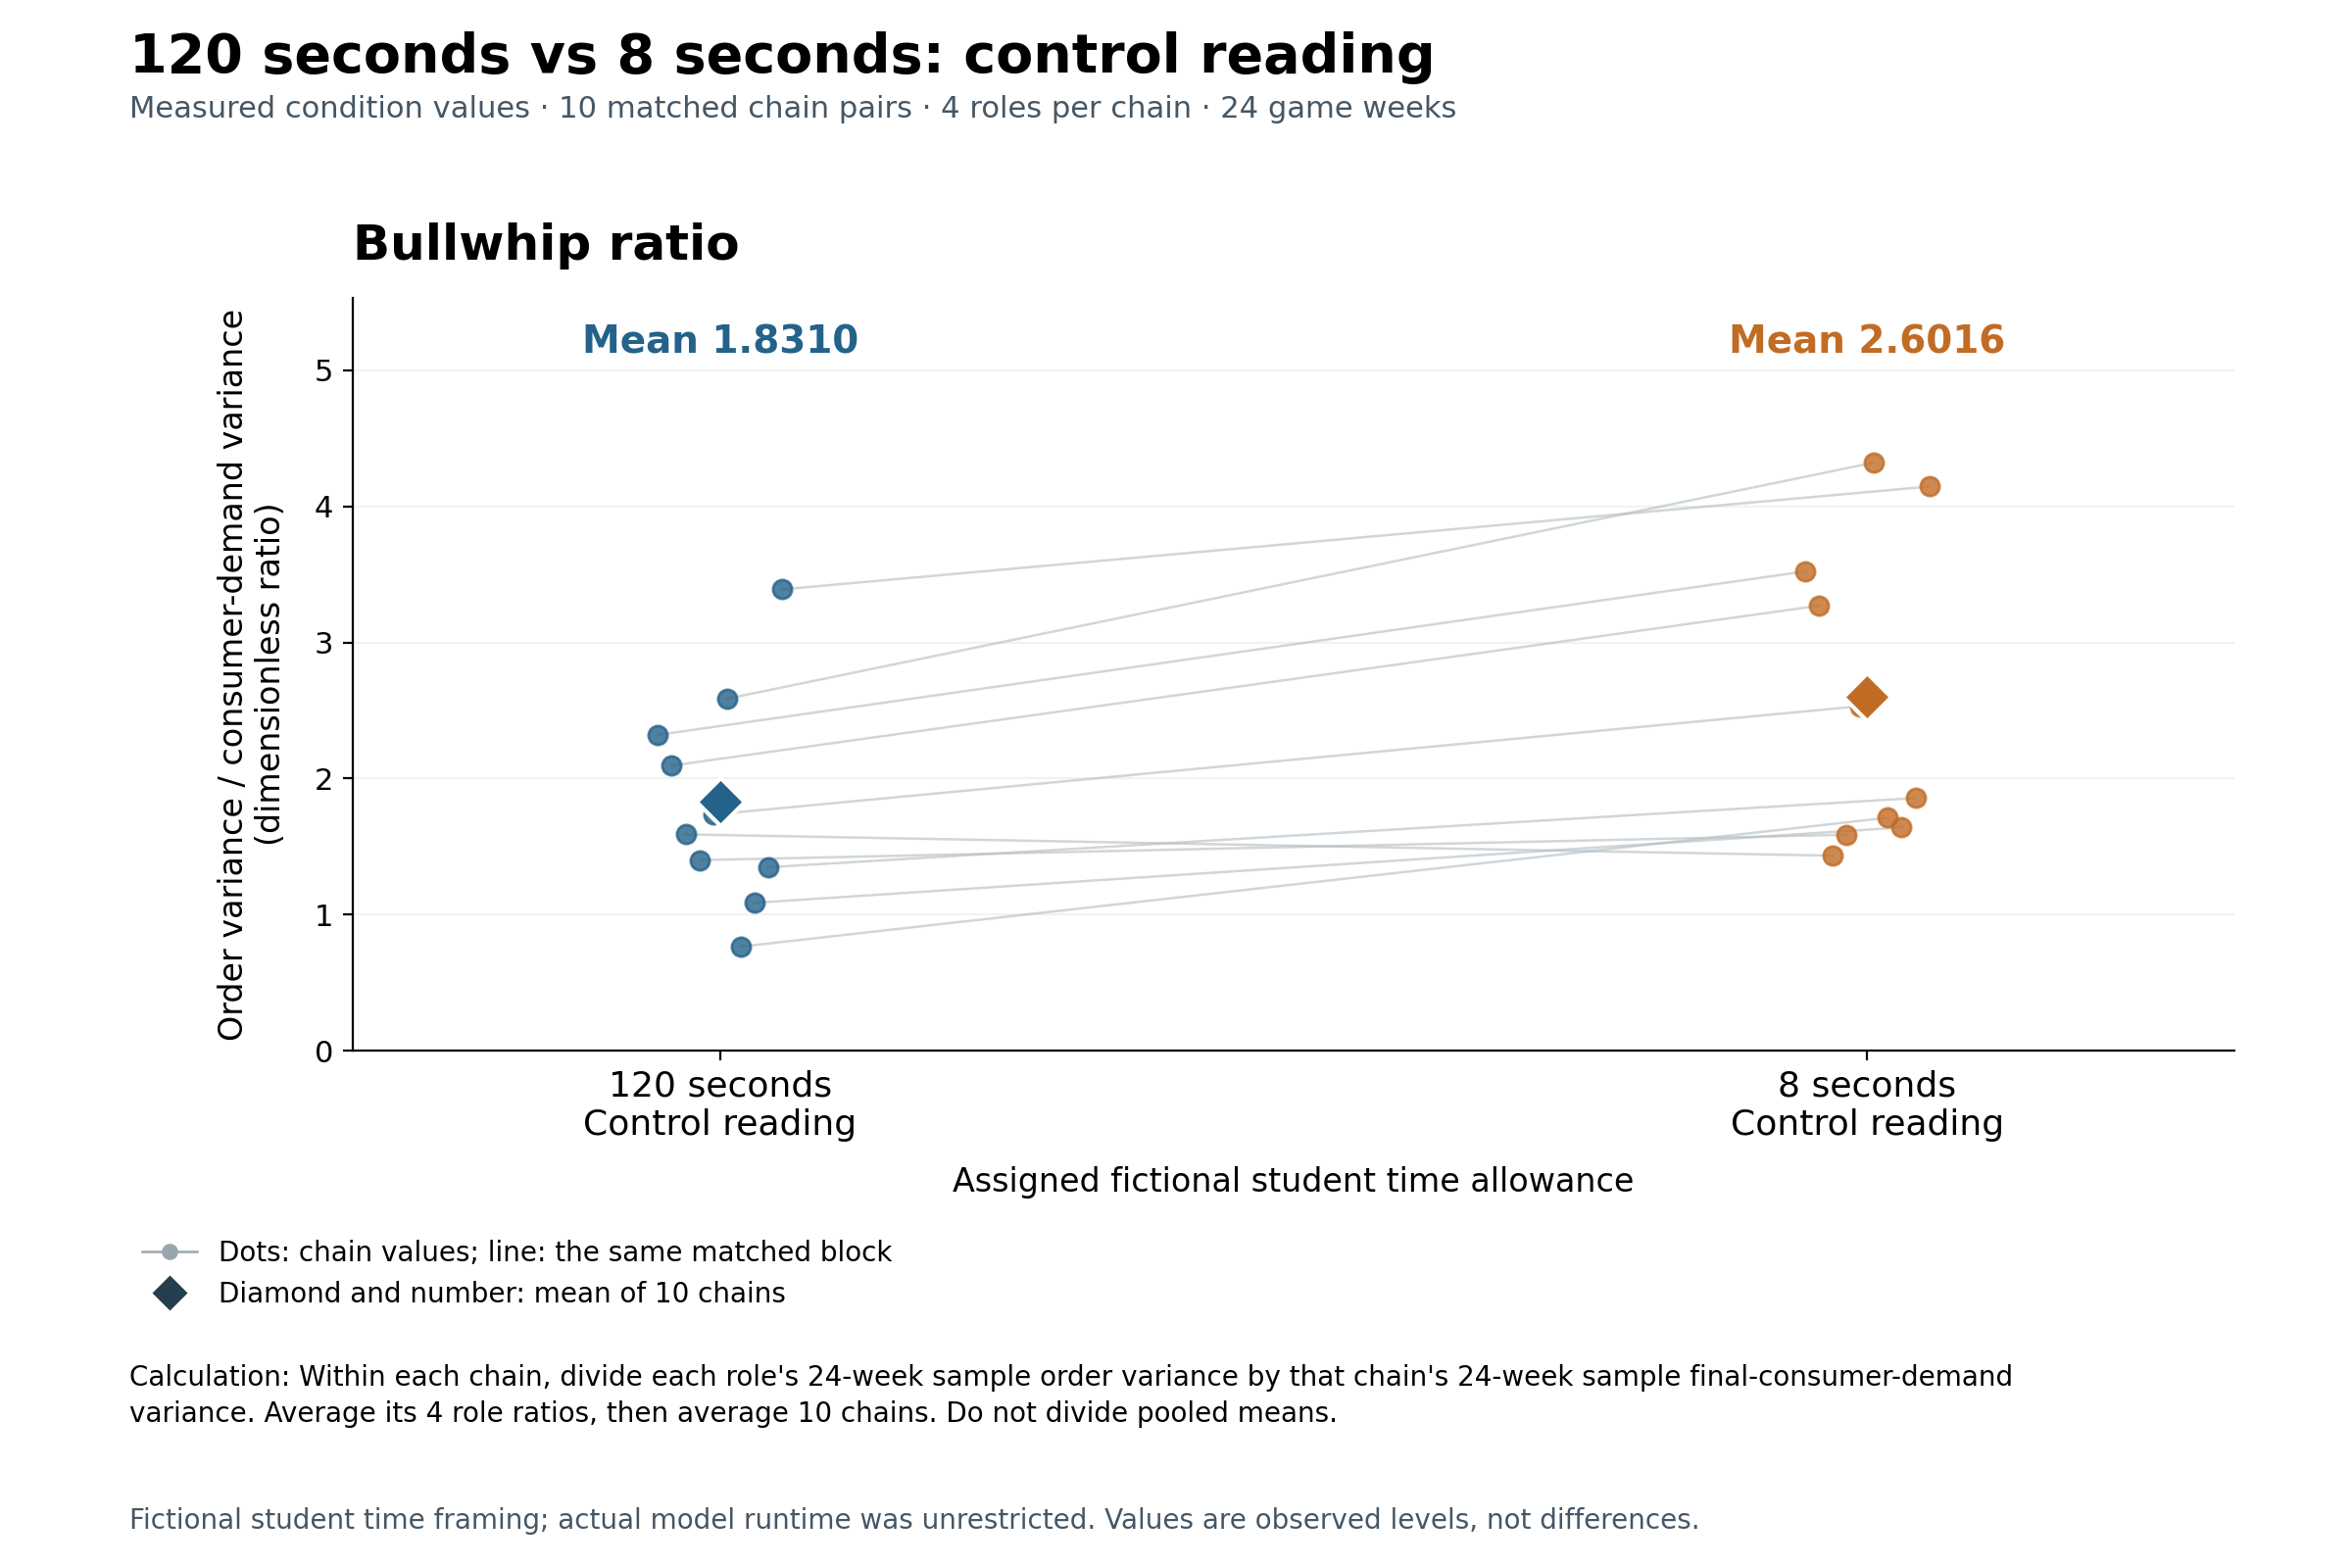 120 seconds vs 8 seconds: control reading
Measured condition values · 10 matched chain pairs · 4 roles per chain · 24 game weeks
Bullwhip ratio
Mean 1.8310
Mean 2.6016
Order variance / consumer-demand variance
(dimensionless ratio)
5
4
3
2
1
0
120 seconds
Control reading
8 seconds
Control reading
Assigned fictional student time allowance
Dots: chain values; line: the same matched block
Diamond and number: mean of 10 chains
Calculation: Within each chain, divide each role's 24-week sample order variance by that chain's 24-week sample final-consumer-demand
variance. Average its 4 role ratios, then average 10 chains. Do not divide pooled means.
Fictional student time framing; actual model runtime was unrestricted. Values are observed levels, not differences.